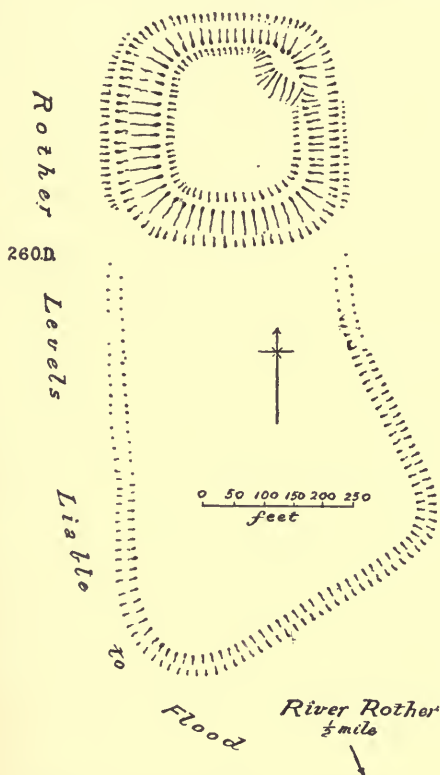 Rother
260D.
Levels
Liable
to
Flood
0 50 100 150 200 250
feet
River Rother
½ mile